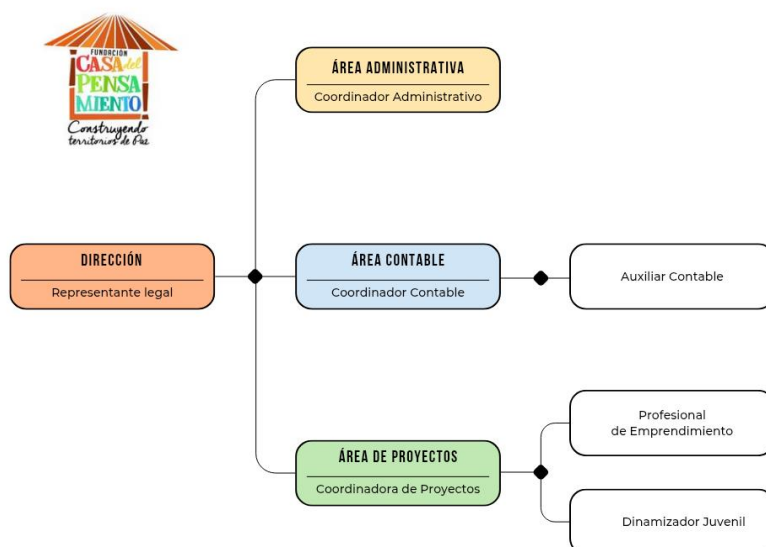 FUNDACIÓN
¡CASA del
PENSA
MIENTO!
Construyendo
territorios de Paz
ÁREA ADMINISTRATIVA
Coordinador Administrativo
DIRECCIÓN
Representante legal
ÁREA CONTABLE
Coordinador Contable
Auxiliar Contable
ÁREA DE PROYECTOS
Coordinadora de Proyectos
Profesional
de Emprendimiento
Dinamizador Juvenil